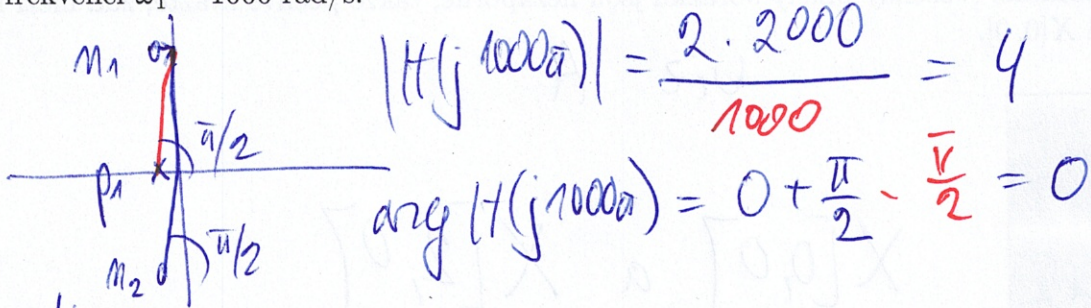 frekvenci ω₁ = 1000 rad/s.
n₁
|H(j 1000π)| = 2 · 2000 / 1000 = 4
π/2
p₁
arg H(j1000π) = 0 + π/2 - π/2 = 0
π/2
n₂